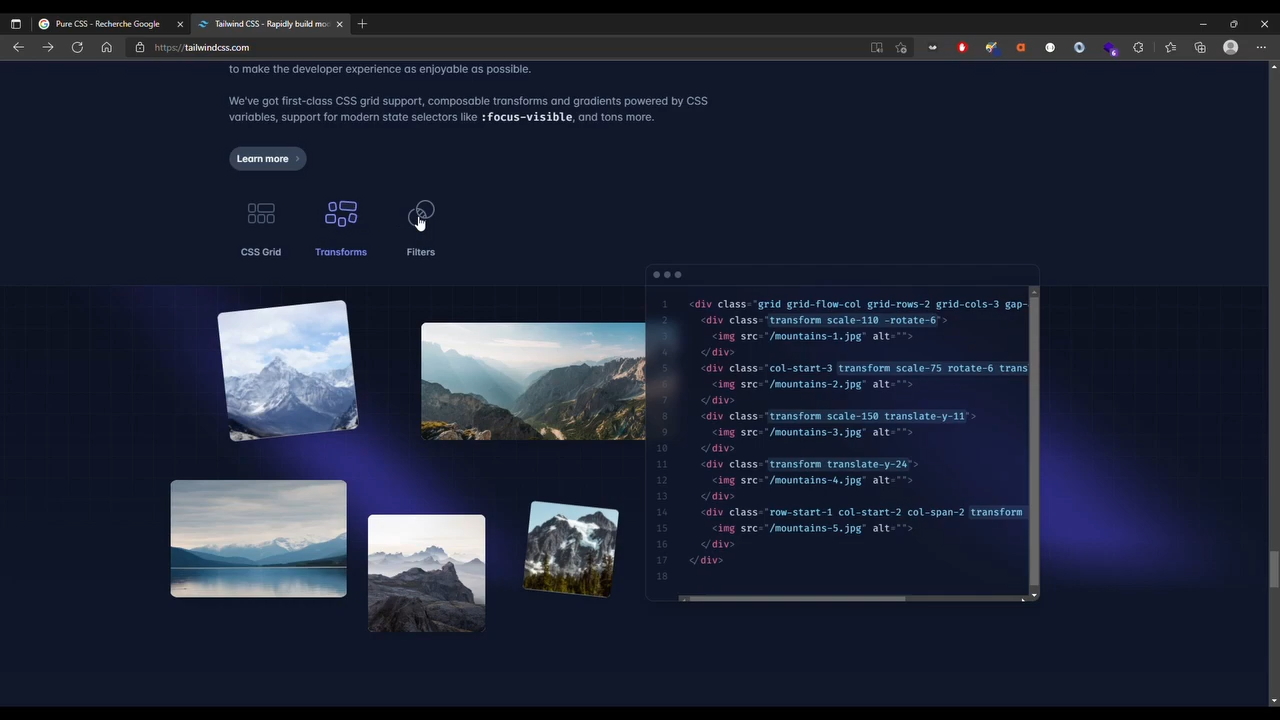 Pure CSS - Recherche Google
Tailwind CSS - Rapidly build mod
https://tailwindcss.com
6
to make the developer experience as enjoyable as possible.
We've got first-class CSS grid support, composable transforms and gradients powered by CSS
variables, support for modern state selectors like :focus-visible, and tons more.
Learn more
CSS Grid
Transforms
Filters
1 <div class="grid grid-flow-col grid-rows-2 grid-cols-3 gap-
2 <div class="transform scale-110 -rotate-6">
3 <img src="/mountains-1.jpg" alt="">
4 </div>
5 <div class="col-start-3 transform scale-75 rotate-6 trans
6 <img src="/mountains-2.jpg" alt="">
7 </div>
8 <div class="transform scale-150 translate-y-11">
9 <img src="/mountains-3.jpg" alt="">
10 </div>
11 <div class="transform translate-y-24">
12 <img src="/mountains-4.jpg" alt="">
13 </div>
14 <div class="row-start-1 col-start-2 col-span-2 transform
15 <img src="/mountains-5.jpg" alt="">
16 </div>
17 </div>
18